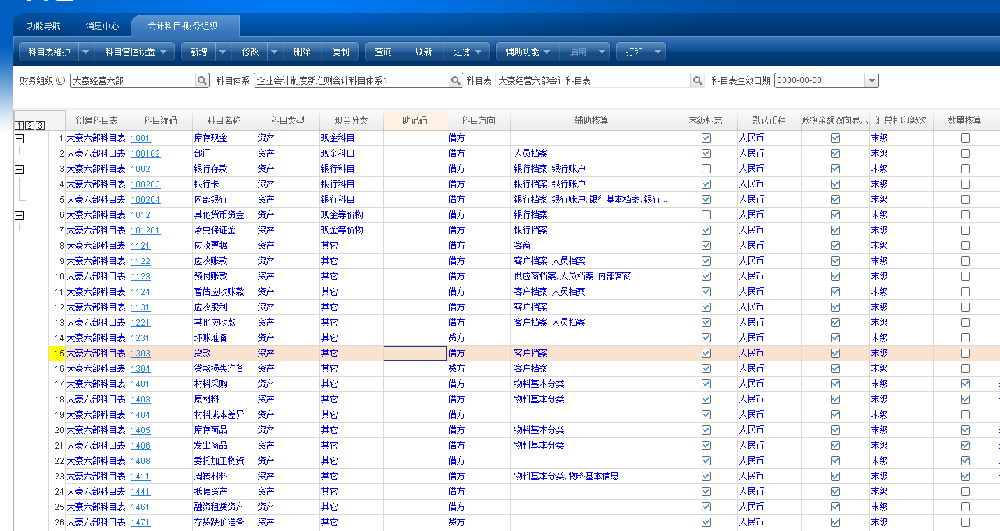 功能导航 消息中心 会计科目-财务组织
科目表维护 科目管控设置 新增 修改 删除 复制 查询 刷新 过滤 辅助功能 启用 打印
财务组织(O) 大豪经营六部 科目体系 企业会计制度新准则会计科目体系1 科目表 大豪经营六部会计科目表 科目表生效日期 0000-00-00
1 2 3 创建科目表 科目编码 科目名称 科目类型 现金分类 助记码 科目方向 辅助核算 末级标志 默认币种 账簿余额双向显示 汇总打印级次 数量核算
1 大豪六部科目表 1001 库存现金 资产 现金科目 借方 人民币 末级
2 大豪六部科目表 100102 部门 资产 现金科目 借方 人员档案 人民币 末级
3 大豪六部科目表 1002 银行存款 资产 银行科目 借方 银行档案,银行账户 人民币 末级
4 大豪六部科目表 100203 银行卡 资产 银行科目 借方 银行档案,银行账户 人民币 末级
5 大豪六部科目表 100204 内部银行 资产 银行科目 借方 银行档案,银行账户,银行基本档案,银行... 人民币 末级
6 大豪六部科目表 1012 其他货币资金 资产 现金等价物 借方 银行档案 人民币 末级
7 大豪六部科目表 101201 承兑保证金 资产 现金等价物 借方 银行档案 人民币 末级
8 大豪六部科目表 1121 应收票据 资产 其它 借方 客商 人民币 末级
9 大豪六部科目表 1122 应收账款 资产 其它 借方 客户档案,人员档案 人民币 末级
10 大豪六部科目表 1123 预付账款 资产 其它 借方 供应商档案,人员档案,内部客商 人民币 末级
11 大豪六部科目表 1124 暂估应收账款 资产 其它 借方 客户档案,人员档案 人民币 末级
12 大豪六部科目表 1131 应收股利 资产 其它 借方 客户档案 人民币 末级
13 大豪六部科目表 1221 其他应收款 资产 其它 借方 客户档案,人员档案 人民币 末级
14 大豪六部科目表 1231 坏账准备 资产 其它 贷方 人民币 末级
15 大豪六部科目表 1303 贷款 资产 其它 借方 客户档案 人民币 末级
16 大豪六部科目表 1304 贷款损失准备 资产 其它 贷方 客户档案 人民币 末级
17 大豪六部科目表 1401 材料采购 资产 其它 借方 物料基本分类 人民币 末级
18 大豪六部科目表 1403 原材料 资产 其它 借方 物料基本分类 人民币 末级
19 大豪六部科目表 1404 材料成本差异 资产 其它 借方 人民币 末级
20 大豪六部科目表 1405 库存商品 资产 其它 借方 物料基本分类 人民币 末级
21 大豪六部科目表 1406 发出商品 资产 其它 借方 物料基本分类 人民币 末级
22 大豪六部科目表 1408 委托加工物资 资产 其它 借方 人民币 末级
23 大豪六部科目表 1411 周转材料 资产 其它 借方 物料基本分类,物料基本信息 人民币 末级
24 大豪六部科目表 1441 抵债资产 资产 其它 借方 人民币 末级
25 大豪六部科目表 1461 融资租赁资产 资产 其它 借方 人民币 末级
26 大豪六部科目表 1471 存货跌价准备 资产 其它 贷方 人民币 末级